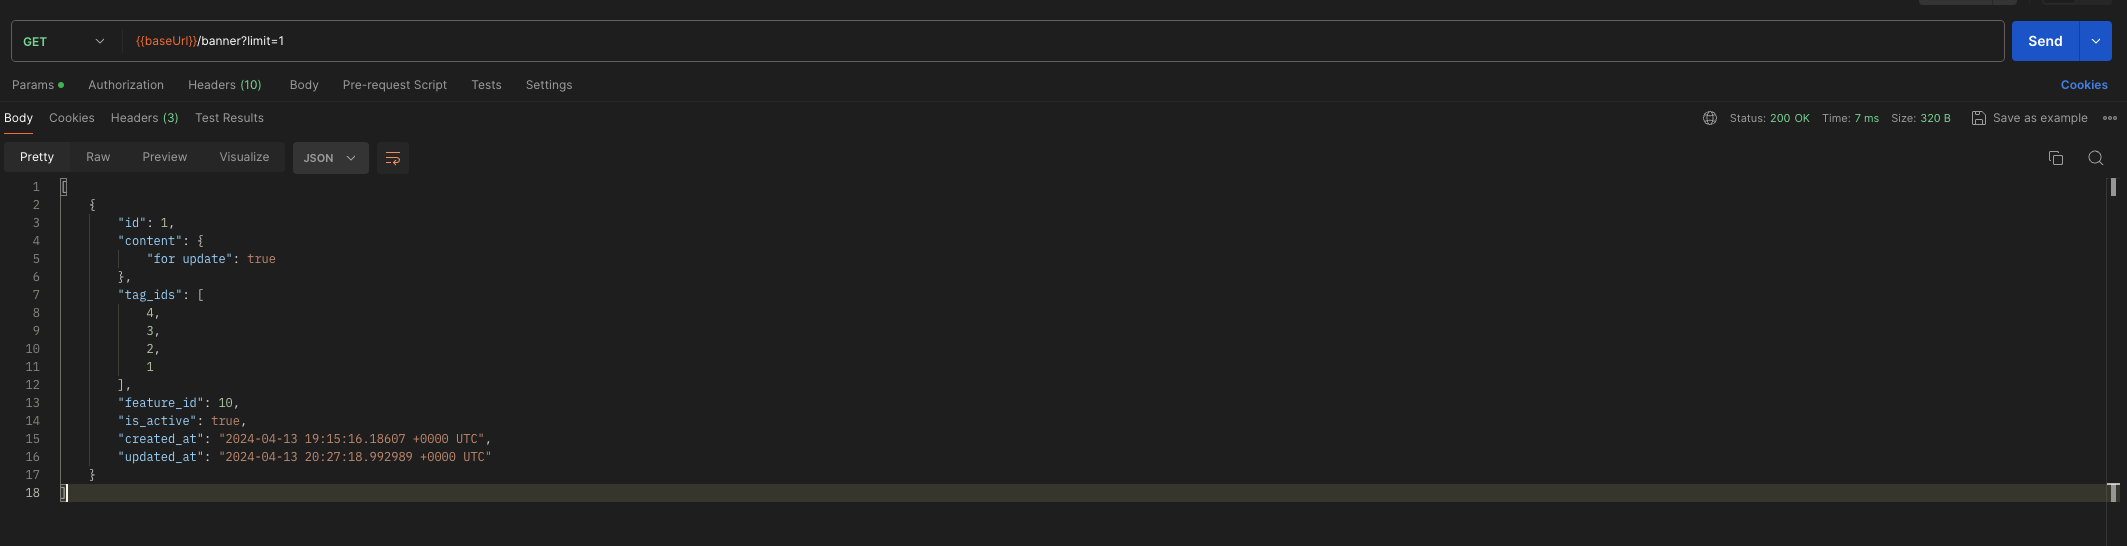 GET {{baseUrl}}/banner?limit=1 Send
Params Authorization Headers (10) Body Pre-request Script Tests Settings Cookies
Body Cookies Headers (3) Test Results Status: 200 OK Time: 7 ms Size: 320 B Save as example
Pretty Raw Preview Visualize JSON
1 [
2 {
3 "id": 1,
4 "content": {
5 "for update": true
6 },
7 "tag_ids": [
8 4,
9 3,
10 2,
11 1
12 ],
13 "feature_id": 10,
14 "is_active": true,
15 "created_at": "2024-04-13 19:15:16.18607 +0000 UTC",
16 "updated_at": "2024-04-13 20:27:18.992989 +0000 UTC"
17 }
18 ]